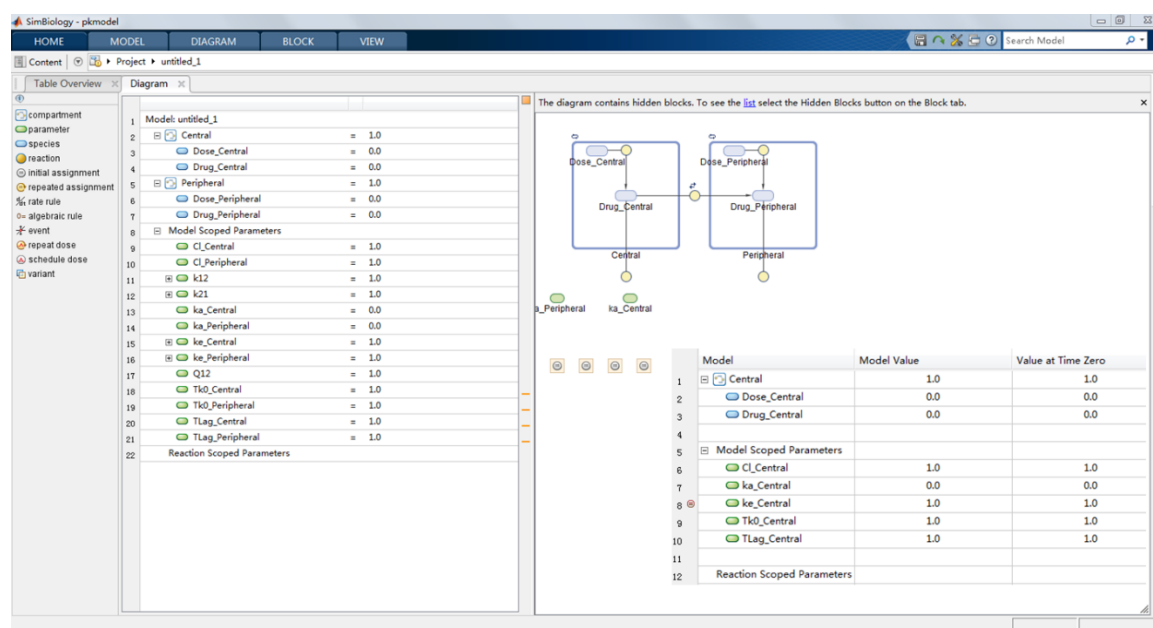 SimBiology - pkmodel
HOME MODEL DIAGRAM BLOCK VIEW
Search Model
Content Project untitled_1
Table Overview Diagram
compartment
parameter
species
reaction
initial assignment
repeated assignment
rate rule
0= algebraic rule
event
repeat dose
schedule dose
variant
1 Model: untitled_1
2 Central = 1.0
3 Dose_Central = 0.0
4 Drug_Central = 0.0
5 Peripheral = 1.0
6 Dose_Peripheral = 0.0
7 Drug_Peripheral = 0.0
8 Model Scoped Parameters
9 Cl_Central = 1.0
10 Cl_Peripheral = 1.0
11 k12 = 1.0
12 k21 = 1.0
13 ka_Central = 0.0
14 ka_Peripheral = 0.0
15 ke_Central = 1.0
16 ke_Peripheral = 1.0
17 Q12 = 1.0
18 Tk0_Central = 1.0
19 Tk0_Peripheral = 1.0
20 TLag_Central = 1.0
21 TLag_Peripheral = 1.0
22 Reaction Scoped Parameters
The diagram contains hidden blocks. To see the list select the Hidden Blocks button on the Block tab.
Dose_Central Dose_Peripheral
Drug_Central Drug_Peripheral
Central Peripheral
a_Peripheral ka_Central
Model Model Value Value at Time Zero
1 Central 1.0 1.0
2 Dose_Central 0.0 0.0
3 Drug_Central 0.0 0.0
4
5 Model Scoped Parameters
6 Cl_Central 1.0 1.0
7 ka_Central 0.0 0.0
8 ke_Central 1.0 1.0
9 Tk0_Central 1.0 1.0
10 TLag_Central 1.0 1.0
11
12 Reaction Scoped Parameters